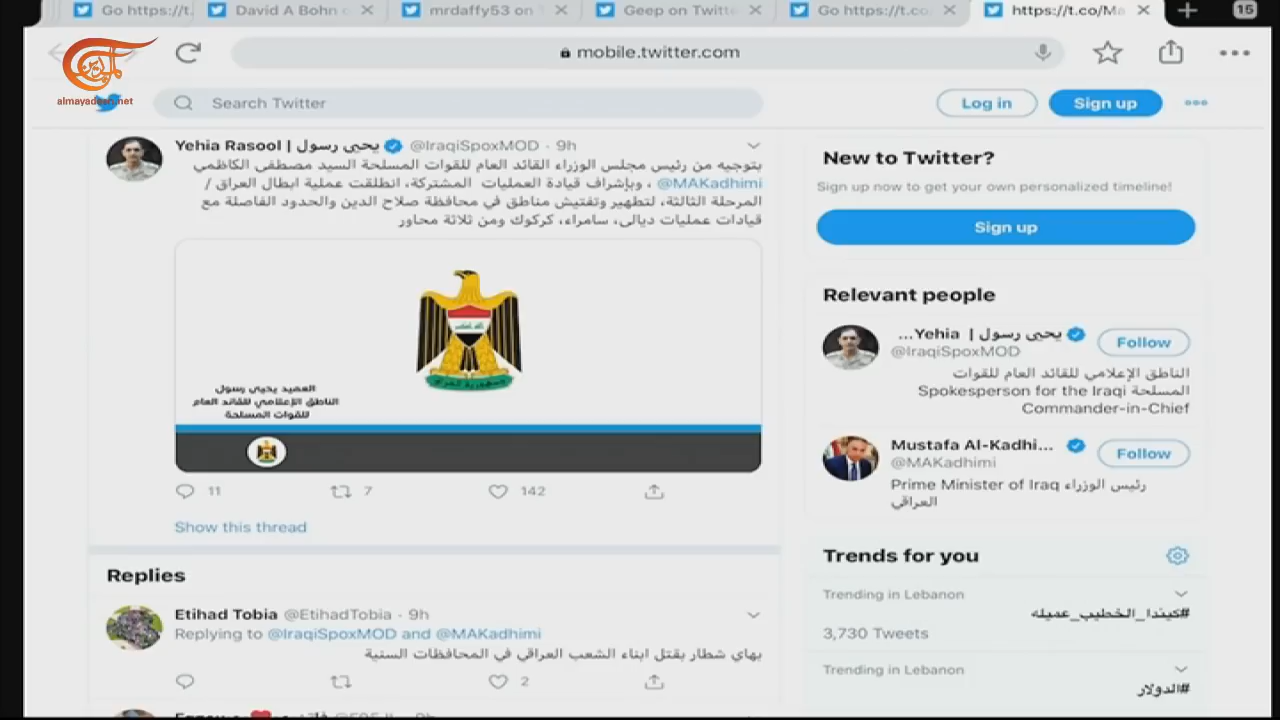 Go https://t.
David A Bohn
mrdaffy53 on
Geep on Twitt
Go https://t.co
https://t.co/Ma
15
mobile.twitter.com
almayadeen.net
Search Twitter
Log in
Sign up
Yehia Rasool | يحيى رسول @IraqiSpoxMOD · 9h
بتوجيه من رئيس مجلس الوزراء القائد العام للقوات المسلحة السيد مصطفى الكاظمي
@MAKadhimi ، وبإشراف قيادة العمليات المشتركة، انطلقت عملية ابطال العراق /
المرحلة الثالثة، لتطهير وتفتيش مناطق في محافظة صلاح الدين والحدود الفاصلة مع
قيادات عمليات ديالى، سامراء، كركوك ومن ثلاثة محاور
جمهورية العراق
العميد يحيى رسول
الناطق الإعلامي للقائد العام
للقوات المسلحة
11
7
142
Show this thread
Replies
Etihad Tobia @EtihadTobia · 9h
Replying to @IraqiSpoxMOD and @MAKadhimi
بهاي شطار بقتل ابناء الشعب العراقي في المحافظات السنية
2
New to Twitter?
Sign up now to get your own personalized timeline!
Sign up
Relevant people
يحيى رسول | Yehia...
@IraqiSpoxMOD
Follow
الناطق الإعلامي للقائد العام للقوات
المسلحة Spokesperson for the Iraqi
Commander-in-Chief
Mustafa Al-Kadhi...
@MAKadhimi
Follow
Prime Minister of Iraq رئيس الوزراء
العراقي
Trends for you
Trending in Lebanon
#كيندا_الخطيب_عميله
3,730 Tweets
Trending in Lebanon
#الدولار